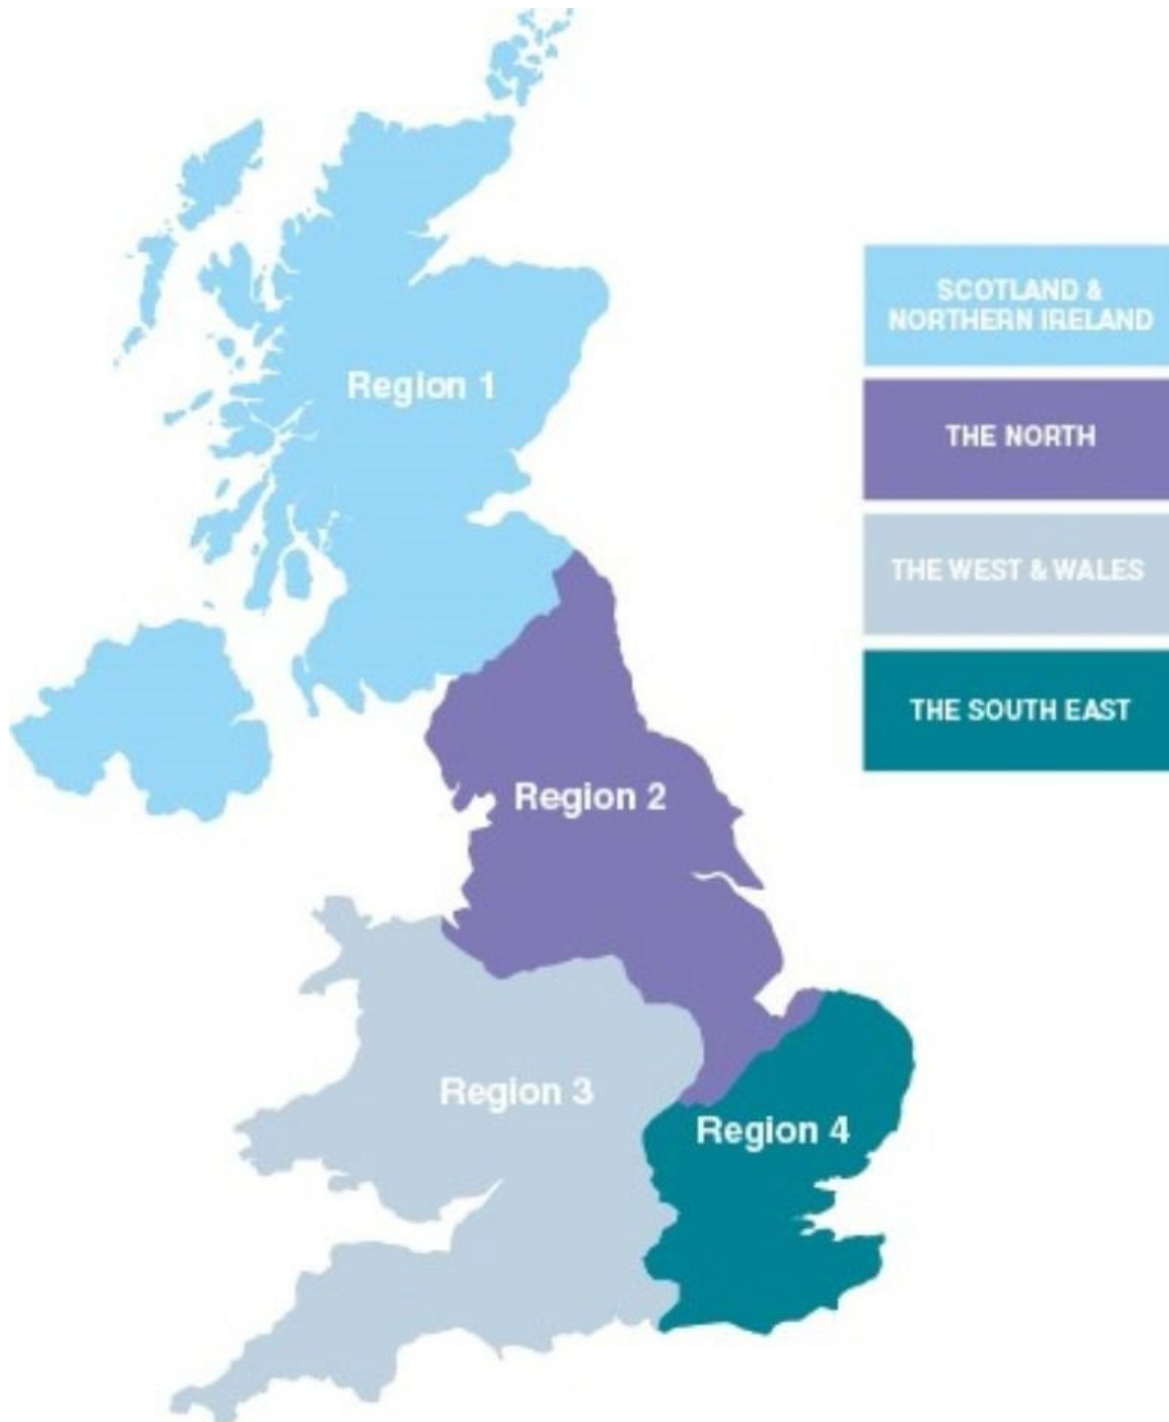 Region 1
SCOTLAND &
NORTHERN IRELAND
THE NORTH
THE WEST & WALES
THE SOUTH EAST
Region 2
Region 3
Region 4